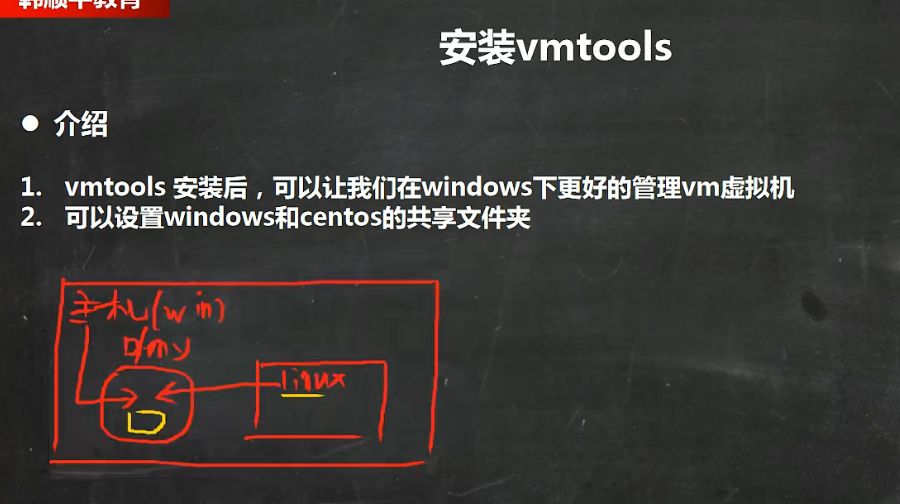 韩顺平教育
安装vmtools
介绍
1. vmtools 安装后，可以让我们在windows下更好的管理vm虚拟机
2. 可以设置windows和centos的共享文件夹
主机(win)
D/my
linux